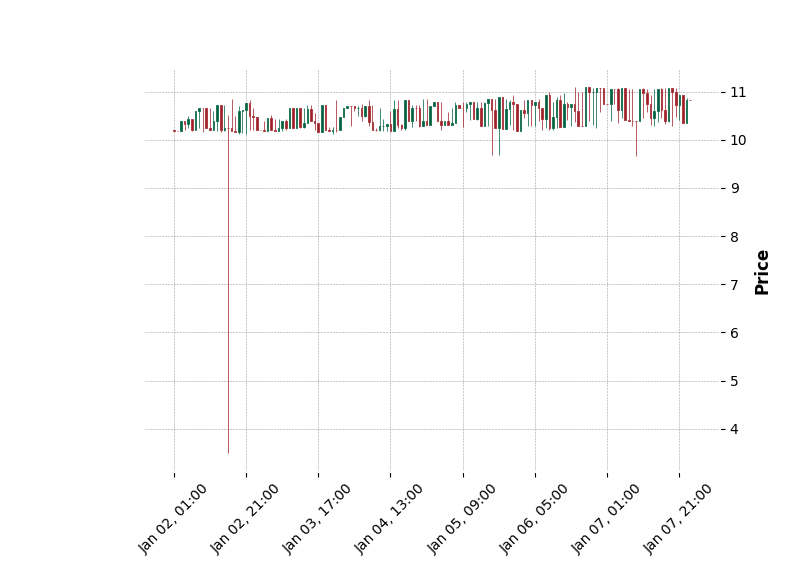 11
10
9
8
7
6
5
4
Price
Jan 02, 01:00
Jan 02, 21:00
Jan 03, 17:00
Jan 04, 13:00
Jan 05, 09:00
Jan 06, 05:00
Jan 07, 01:00
Jan 07, 21:00